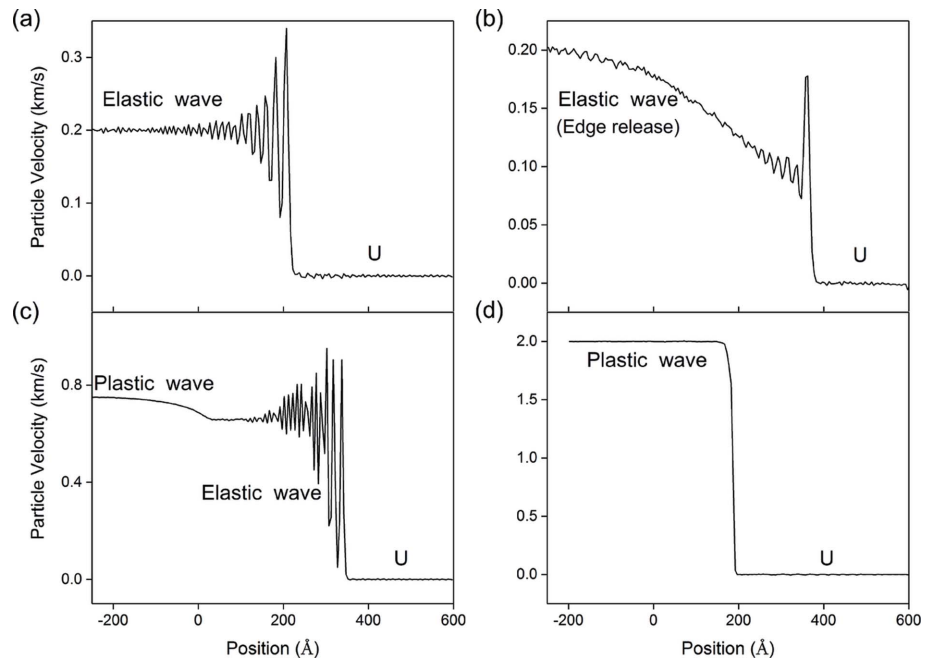 (a)
0.3
0.2
0.1
0.0
Particle Velocity (km/s)
Elastic wave
U
(b)
0.20
0.15
0.10
0.05
0.00
Elastic wave
(Edge release)
U
(c)
0.8
0.4
0.0
Particle Velocity (km/s)
Plastic wave
Elastic wave
U
-200 0 200 400 600
Position (Å)
(d)
2.0
1.5
1.0
0.5
0.0
Plastic wave
U
-200 0 200 400 600
Position (Å)